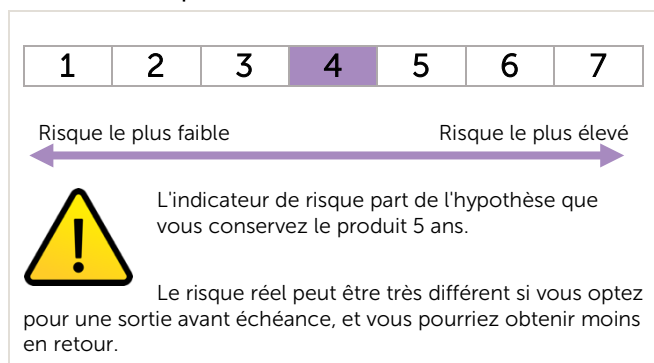 1 2 3 4 5 6 7
Risque le plus faible Risque le plus élevé
L'indicateur de risque part de l'hypothèse que
vous conservez le produit 5 ans.
Le risque réel peut être très différent si vous optez
pour une sortie avant échéance, et vous pourriez obtenir moins
en retour.